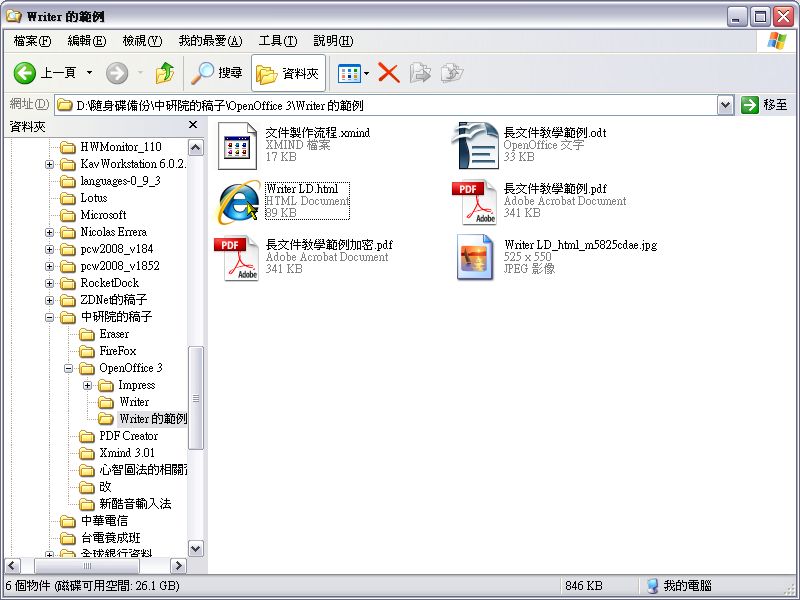 Writer 的範例
檔案(F) 編輯(E) 檢視(V) 我的最愛(A) 工具(T) 說明(H)
上一頁 搜尋 資料夾
網址(D) D:\隨身碟備份\中研院的稿子\OpenOffice 3\Writer 的範例 移至
資料夾
HWMonitor_110
KavWorkstation 6.0.2.
languages-0_9_3
Lotus
Microsoft
Nicolas Errera
pcw2008_v184
pcw2008_v1852
RocketDock
ZDNet的稿子
中研院的稿子
Eraser
FireFox
OpenOffice 3
Impress
Writer
Writer 的範例
PDF Creator
Xmind 3.01
心智圖法的相關
改
新酷音輸入法
中華電信
台電養成班
全球銀行資料
文件製作流程.xmind
XMIND 檔案
17 KB
長文件教學範例.odt
OpenOffice 文字
33 KB
Writer LD.html
HTML Document
89 KB
PDF
Adobe
長文件教學範例.pdf
Adobe Acrobat Document
341 KB
PDF
Adobe
長文件教學範例加密.pdf
Adobe Acrobat Document
341 KB
Writer LD_html_m5825cdae.jpg
525 x 550
JPEG 影像
6 個物件 (磁碟可用空間: 26.1 GB) 846 KB 我的電腦